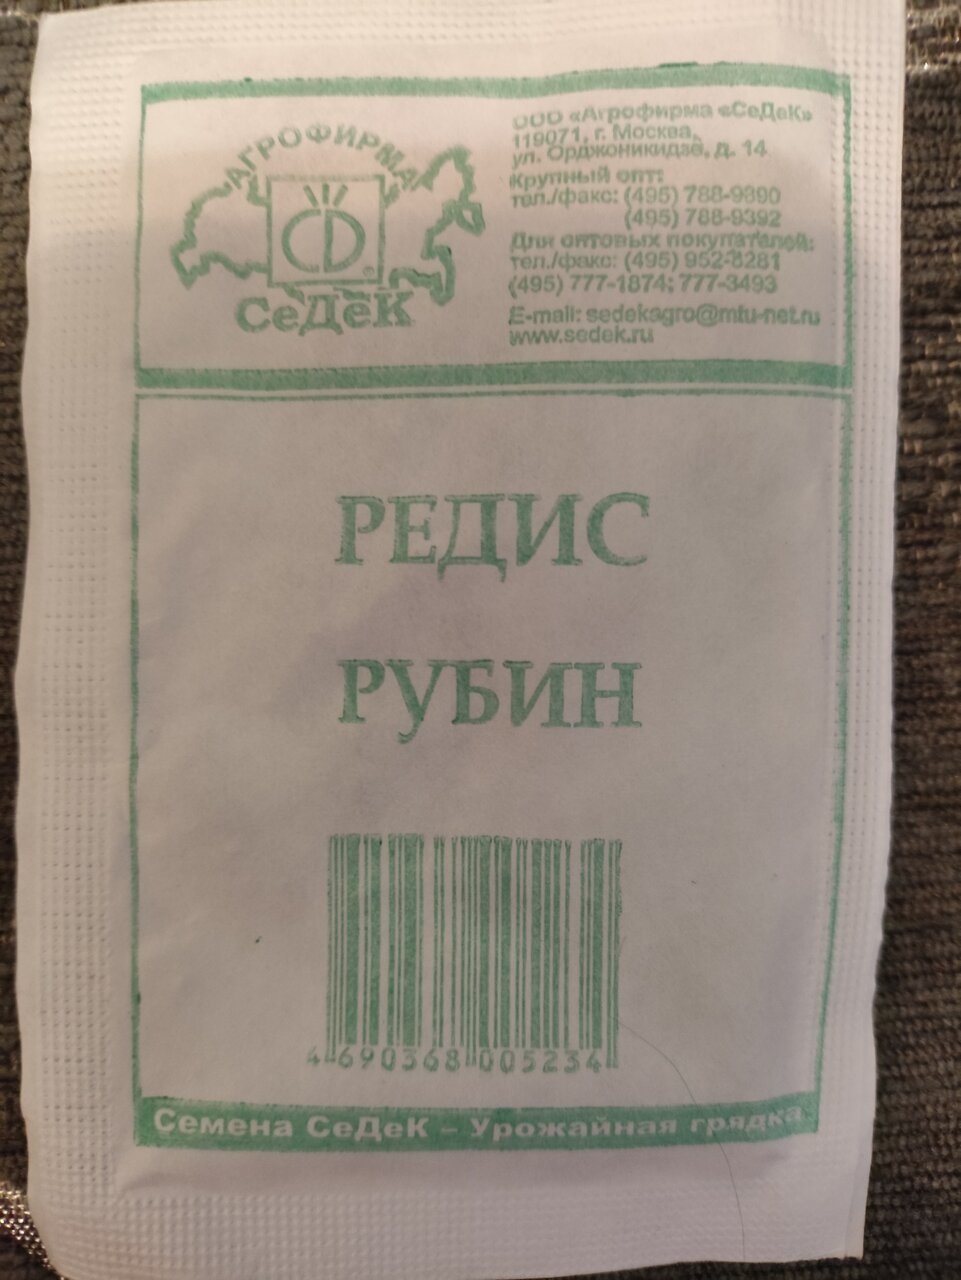 АГРОФИРМА
СеДеК
ООО «Агрофирма «СеДеК»
119071, г. Москва,
ул. Орджоникидзе, д. 14
Крупный опт:
тел./факс: (495) 788-9390
(495) 788-9392
Для оптовых покупателей:
тел./факс: (495) 952-8281
(495) 777-1874; 777-3493
E-mail: sedekagro@mtu-net.ru
www.sedek.ru
РЕДИС
РУБИН
4 690368 005234
Семена СеДеК – Урожайная грядка